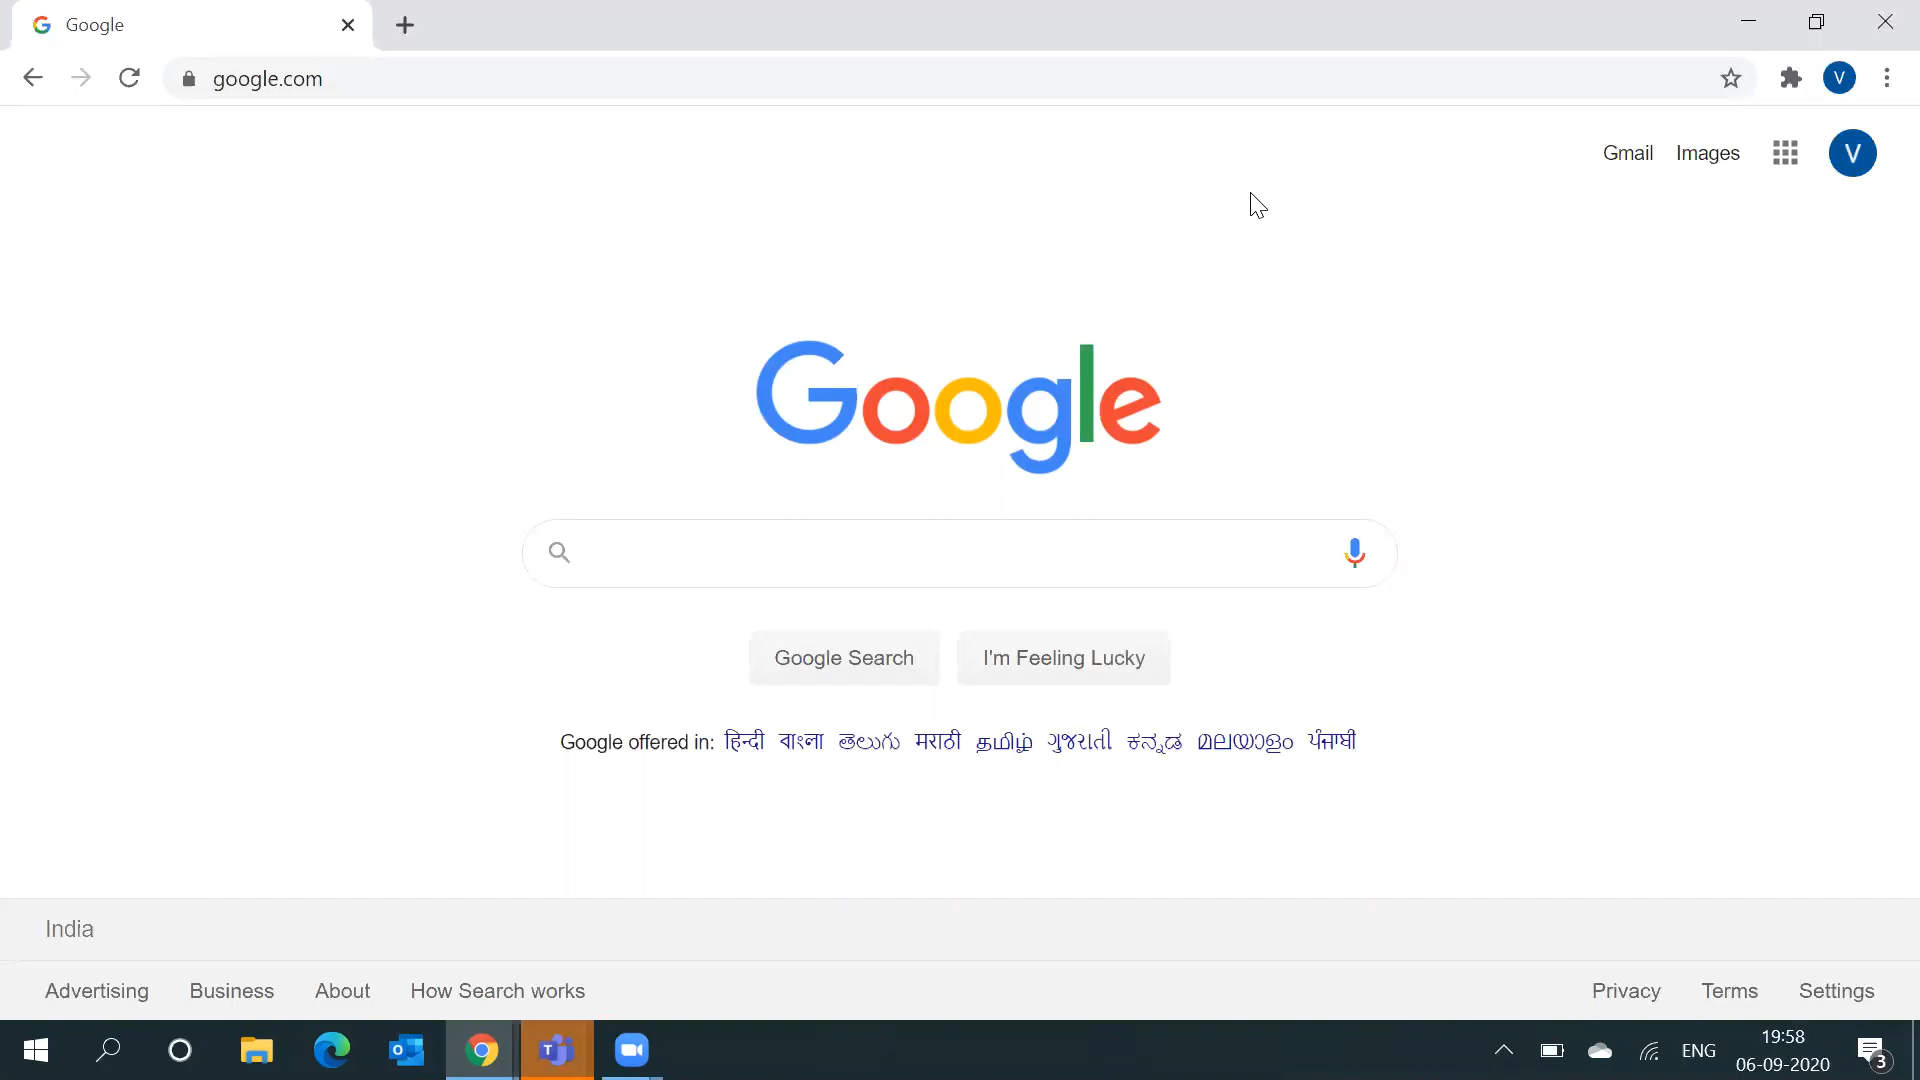 Google
google.com
V
Gmail Images
V
Google
Google Search I'm Feeling Lucky
Google offered in: हिन्दी বাংলা తెలుగు मराठी தமிழ் ગુજરાતી ಕನ್ನಡ മലയാളം ਪੰਜਾਬੀ
India
Advertising Business About How Search works Privacy Terms Settings
ENG 19:58
06-09-2020
3